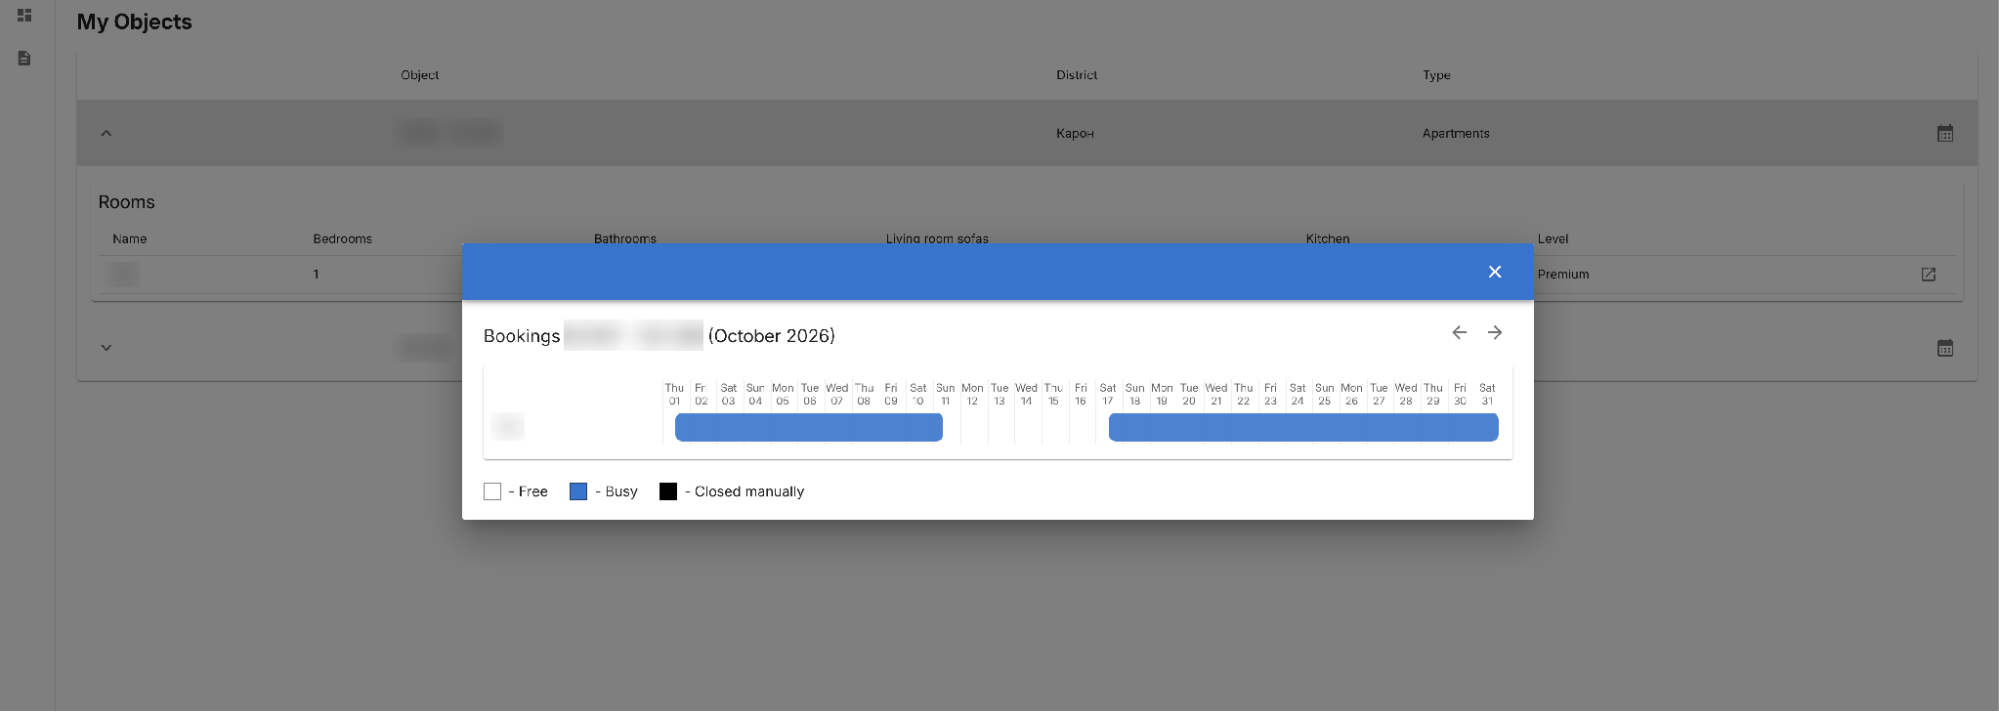 My Objects
Object District Type
Карон Apartments
Rooms
Name Bedrooms Bathrooms Living room sofas Kitchen Level
1 Premium
Bookings (October 2026)
Thu Fri Sat Sun Mon Tue Wed Thu Fri Sat Sun Mon Tue Wed Thu Fri Sat Sun Mon Tue Wed Thu Fri Sat Sun Mon Tue Wed Thu Fri Sat
01 02 03 04 05 06 07 08 09 10 11 12 13 14 15 16 17 18 19 20 21 22 23 24 25 26 27 28 29 30 31
- Free - Busy - Closed manually